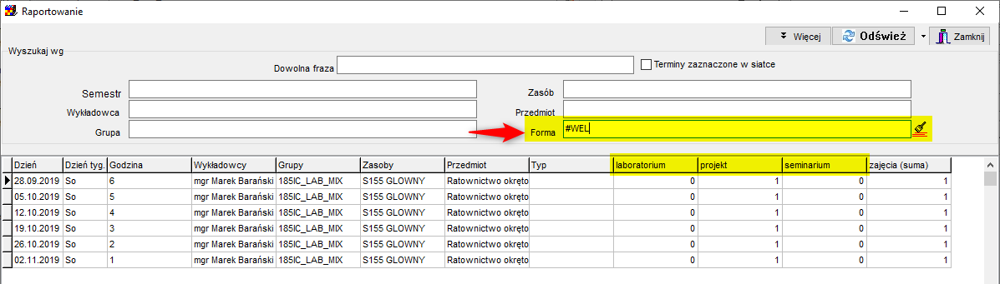 Raportowanie
Więcej Odśwież Zamknij
Wyszukaj wg
Dowolna fraza Terminy zaznaczone w siatce
Semestr Zasób
Wykładowca Przedmiot
Grupa Forma #WEL
Dzień Dzień tyg. Godzina Wykładowcy Grupy Zasoby Przedmiot Typ laboratorium projekt seminarium zajęcia (suma)
28.09.2019 So 6 mgr Marek Barański 185IC_LAB_MIX S155 GLOWNY Ratownictwo okręto 0 1 0 1
05.10.2019 So 5 mgr Marek Barański 185IC_LAB_MIX S155 GLOWNY Ratownictwo okręto 0 1 0 1
12.10.2019 So 4 mgr Marek Barański 185IC_LAB_MIX S155 GLOWNY Ratownictwo okręto 0 1 0 1
19.10.2019 So 3 mgr Marek Barański 185IC_LAB_MIX S155 GLOWNY Ratownictwo okręto 0 1 0 1
26.10.2019 So 2 mgr Marek Barański 185IC_LAB_MIX S155 GLOWNY Ratownictwo okręto 0 1 0 1
02.11.2019 So 1 mgr Marek Barański 185IC_LAB_MIX S155 GLOWNY Ratownictwo okręto 0 1 0 1